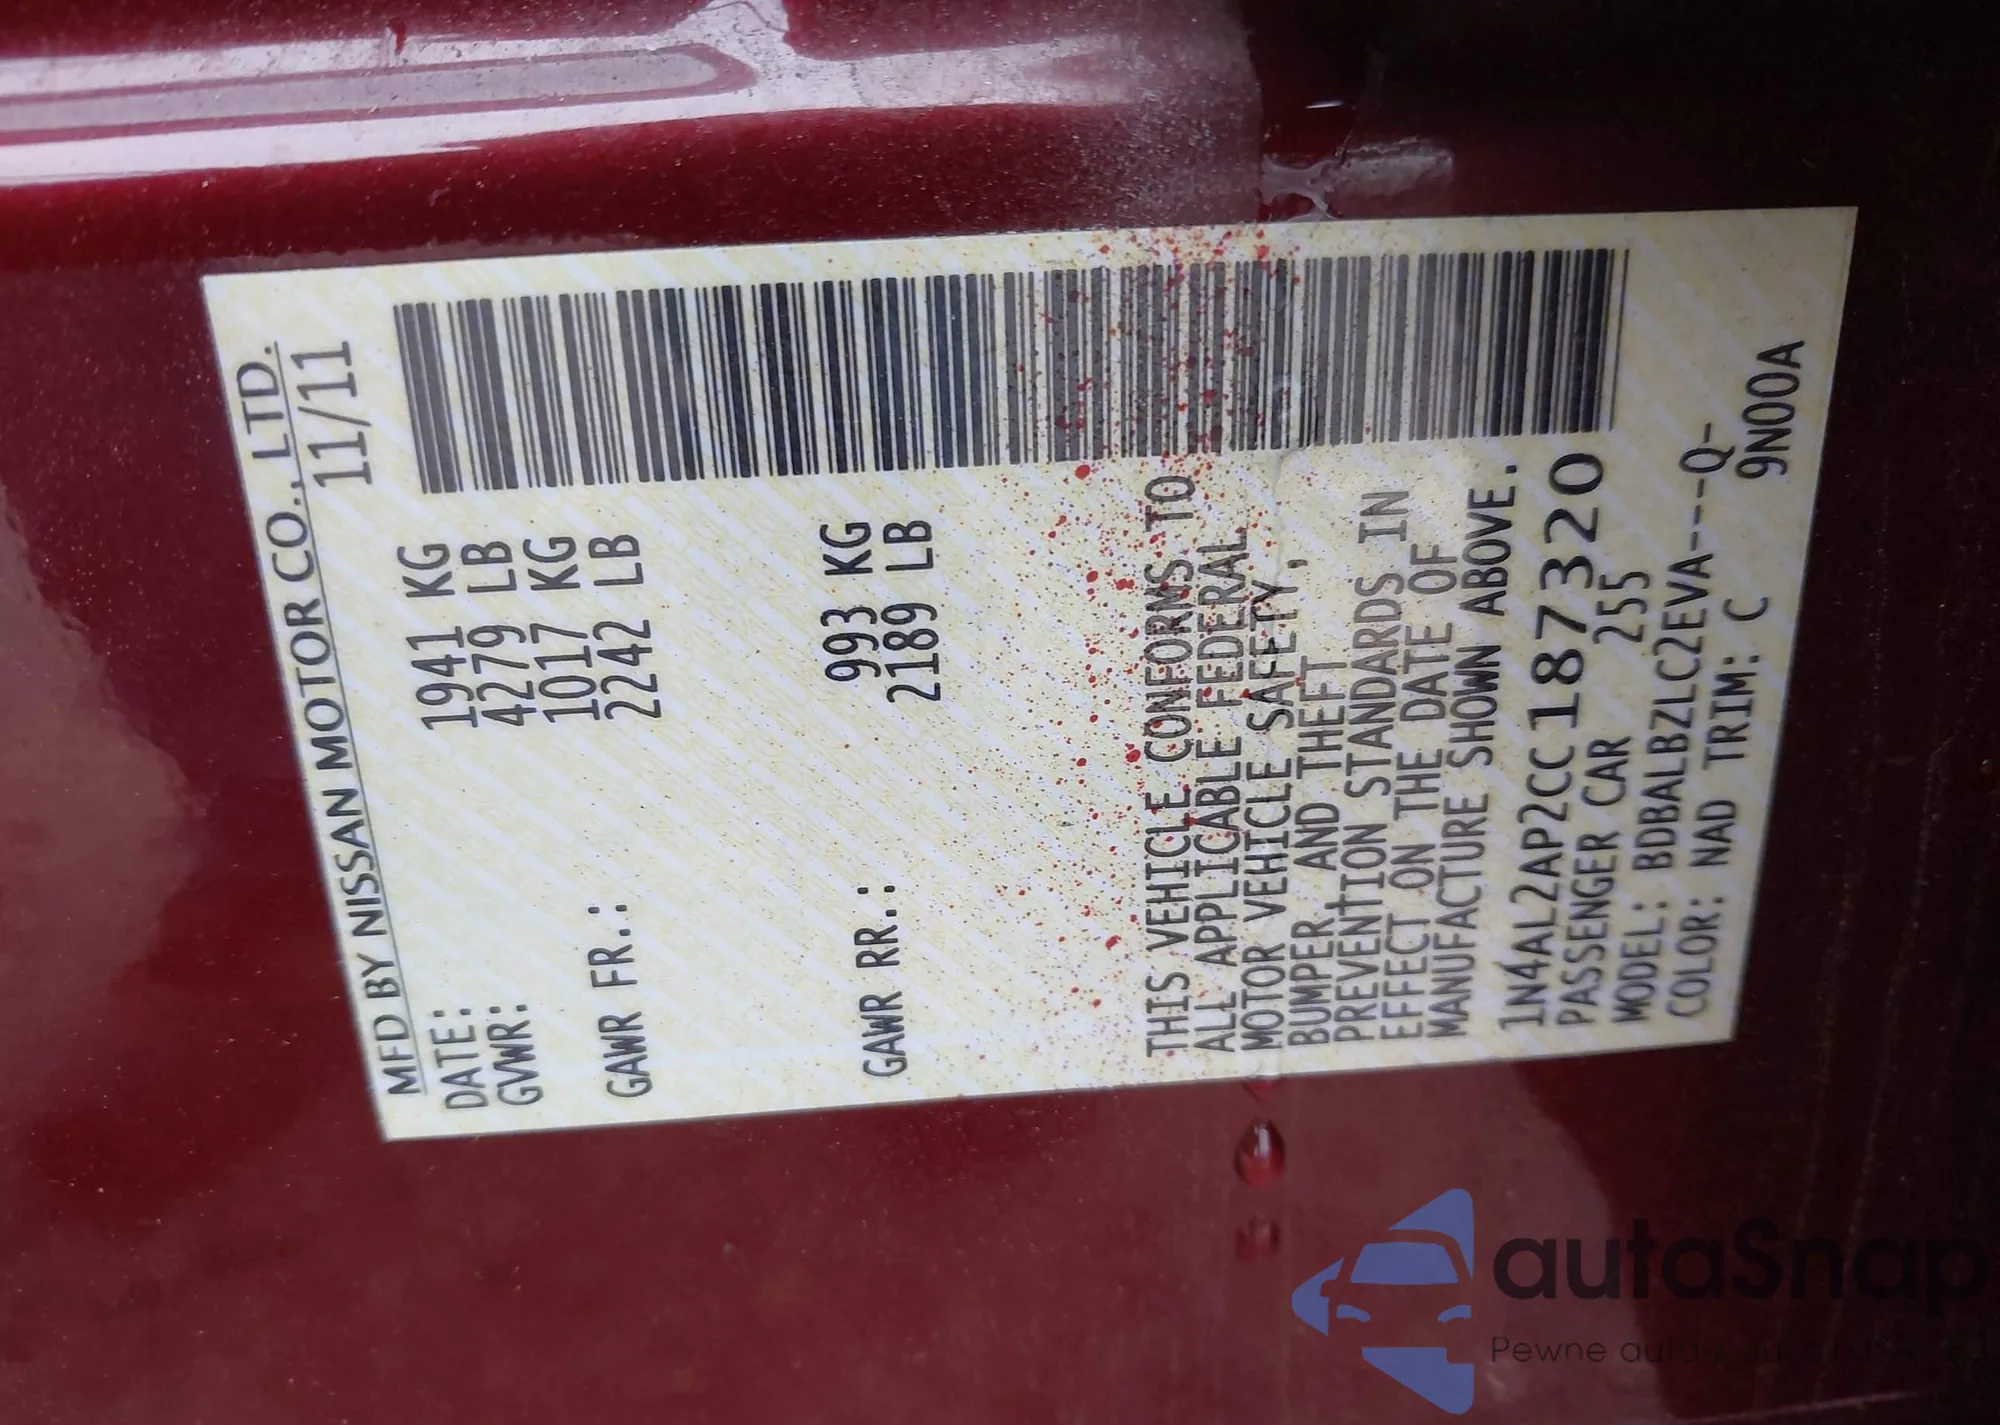 MFD BY NISSAN MOTOR CO., LTD.
DATE: 11/11
GVWR: 1941 KG
4279 LB
GAWR FR.: 1017 KG
2242 LB
GAWR RR.: 993 KG
2189 LB
THIS VEHICLE CONFORMS TO
ALL APPLICABLE FEDERAL
MOTOR VEHICLE SAFETY,
BUMPER AND THEFT
PREVENTION STANDARDS IN
EFFECT ON THE DATE OF
MANUFACTURE SHOWN ABOVE.
1N4AL2AP2CC187320
PASSENGER CAR 255
MODEL: BDBALBZLC2EVA---Q-
COLOR: NAD TRIM: C 9N00A
autaSnap
Pewne auta